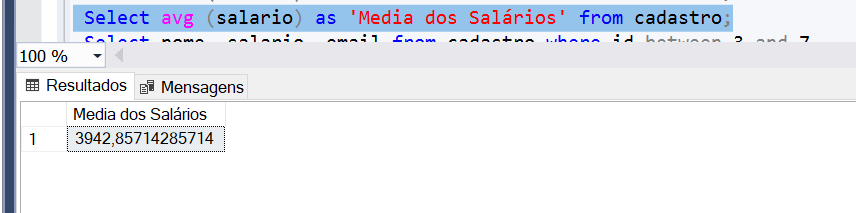 Select avg (salario) as 'Media dos Salários' from cadastro;
Select nome, salario, email from cadastro where id between 3 and 7
100 %
Resultados Mensagens
Media dos Salários
1 3942,85714285714